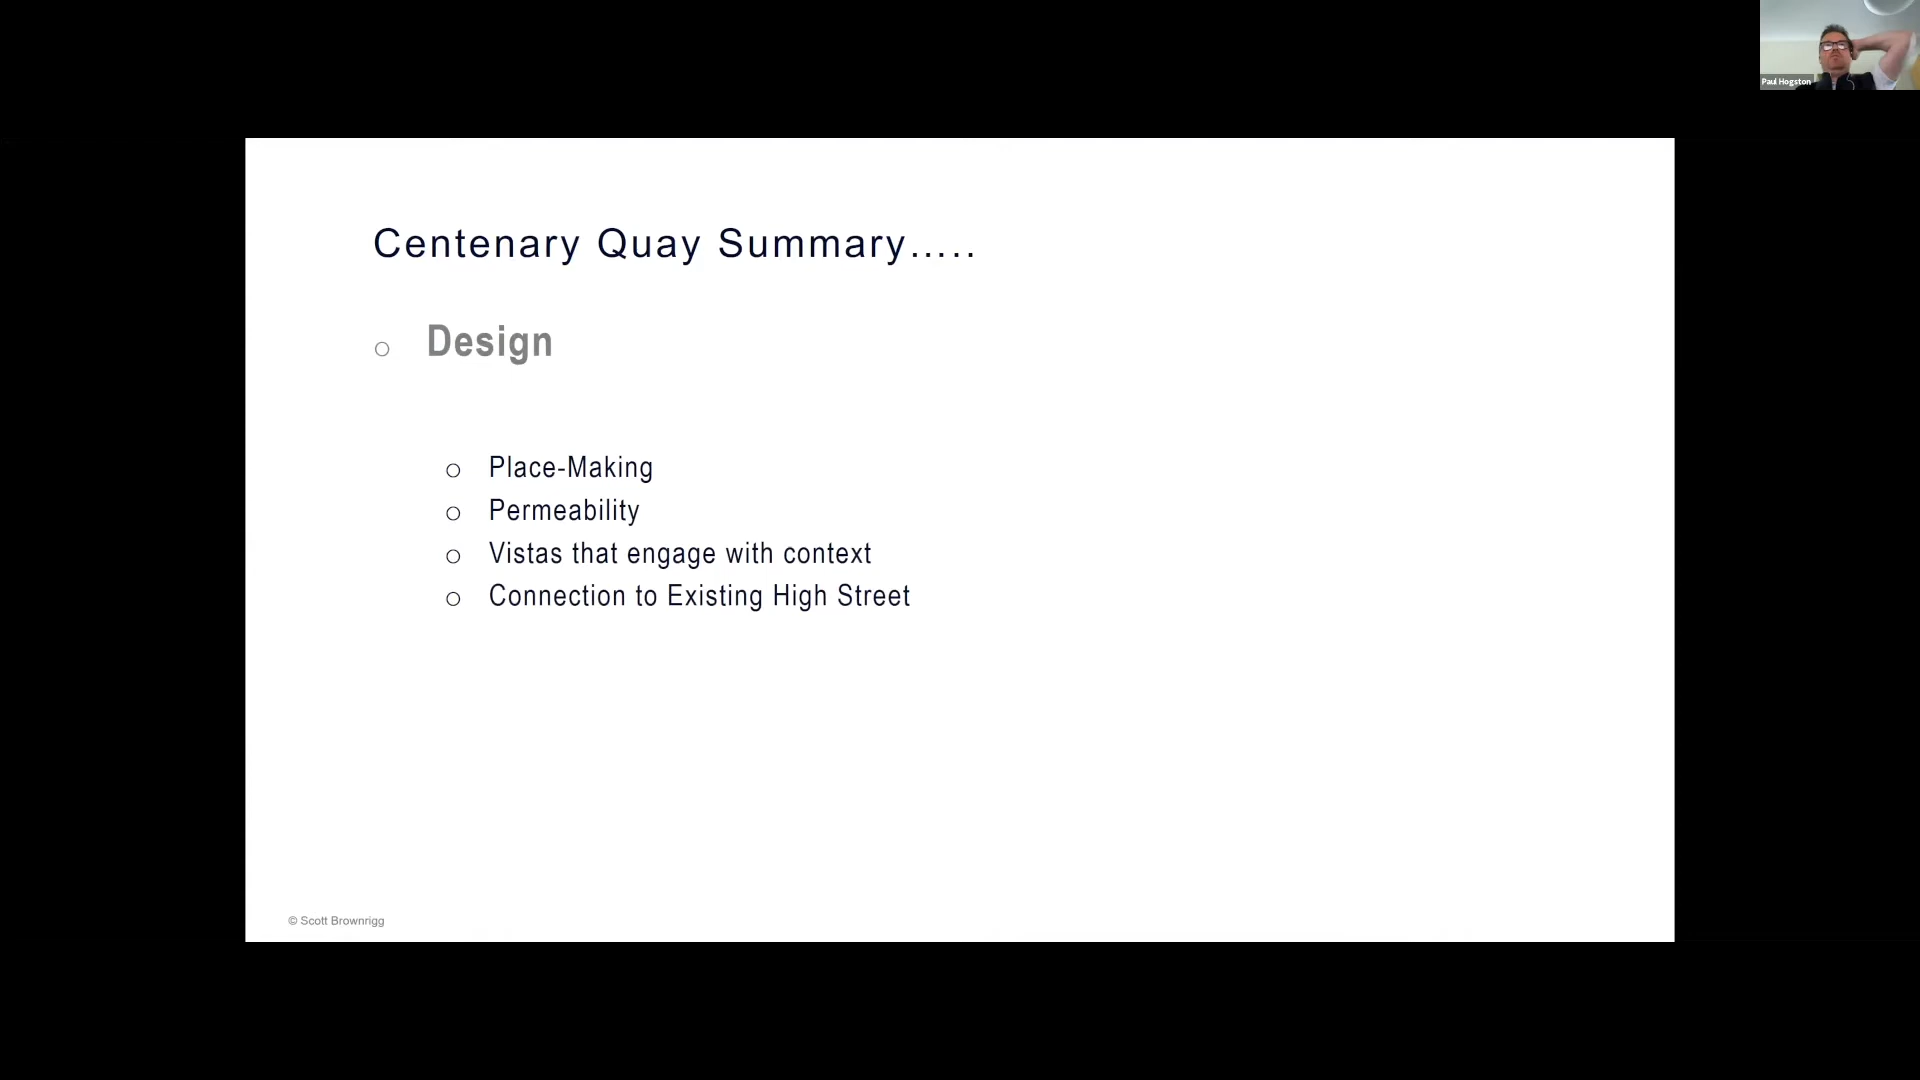 Paul Hogston
Centenary Quay Summary…..
Design
Place-Making
Permeability
Vistas that engage with context
Connection to Existing High Street
© Scott Brownrigg